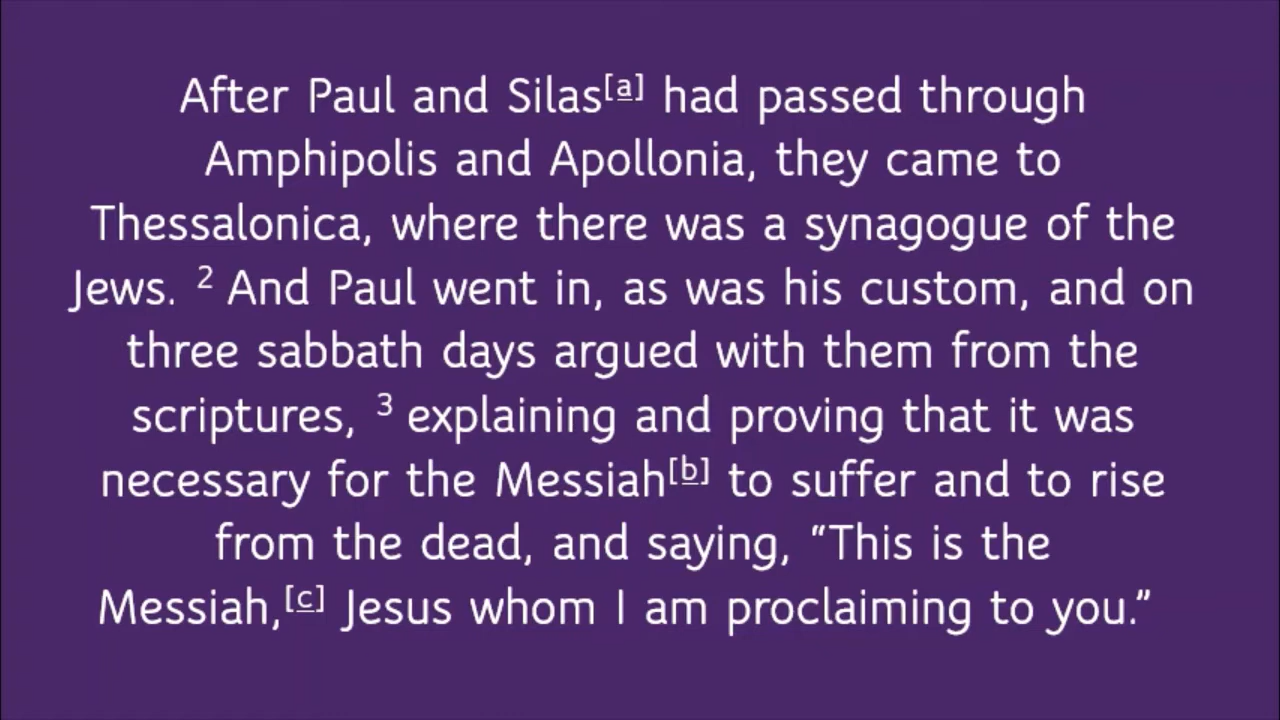 After Paul and Silas[a] had passed through
Amphipolis and Apollonia, they came to
Thessalonica, where there was a synagogue of the
Jews. 2 And Paul went in, as was his custom, and on
three sabbath days argued with them from the
scriptures, 3 explaining and proving that it was
necessary for the Messiah[b] to suffer and to rise
from the dead, and saying, “This is the
Messiah,[c] Jesus whom I am proclaiming to you.”